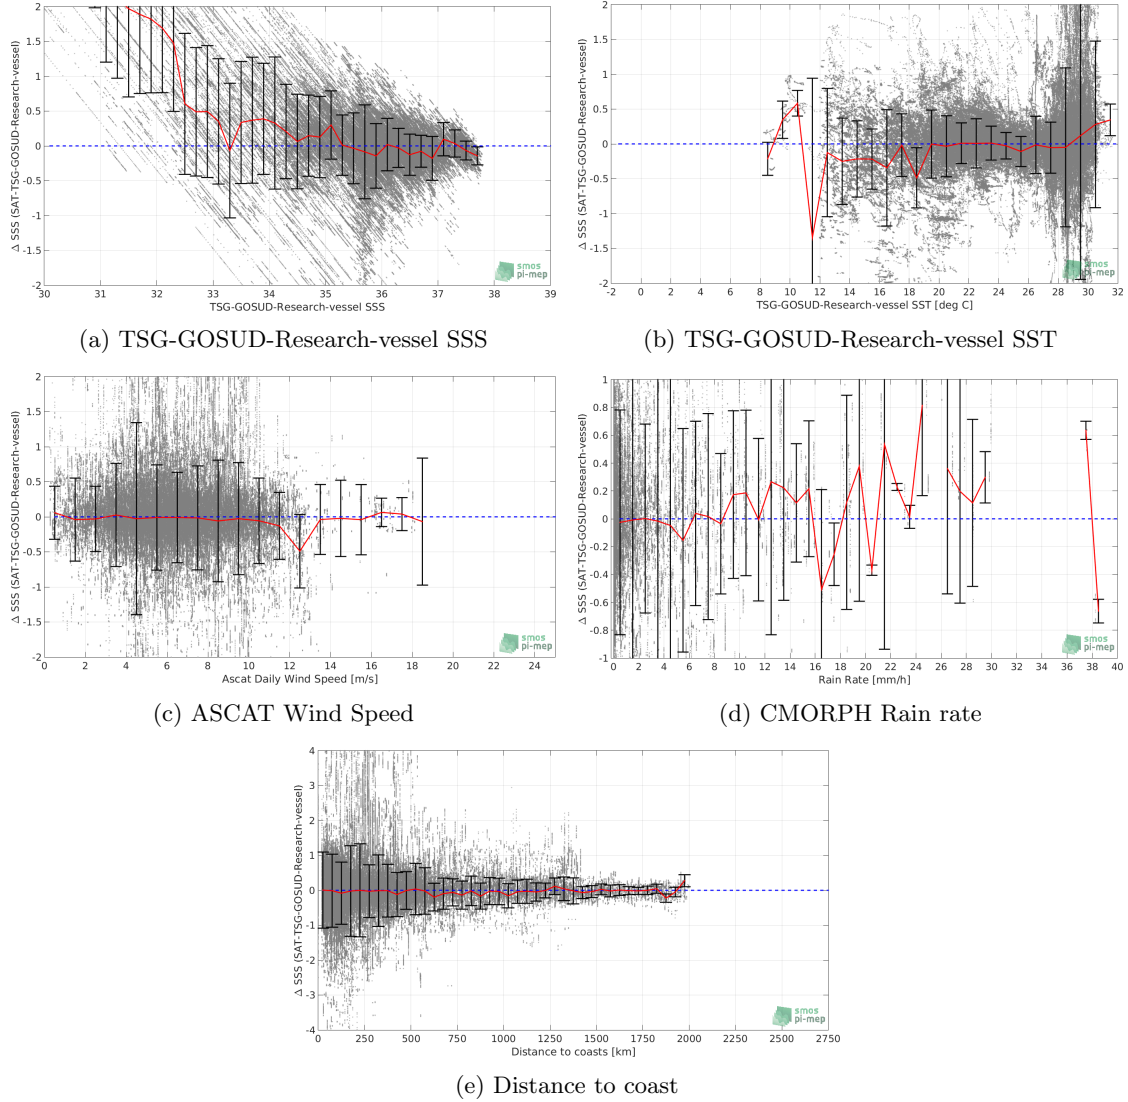 Δ SSS (SAT-TSG-GOSUD-Research-vessel)
2
1.5
1
0.5
0
-0.5
-1
-1.5
-2
30 31 32 33 34 35 36 37 38 39
TSG-GOSUD-Research-vessel SSS
smos
pi-mep
(a) TSG-GOSUD-Research-vessel SSS
Δ SSS (SAT-TSG-GOSUD-Research-vessel)
2
1.5
1
0.5
0
-0.5
-1
-1.5
-2
-2 0 2 4 6 8 10 12 14 16 18 20 22 24 26 28 30 32
TSG-GOSUD-Research-vessel SST [deg C]
smos
pi-mep
(b) TSG-GOSUD-Research-vessel SST
Δ SSS (SAT-TSG-GOSUD-Research-vessel)
2
1.5
1
0.5
0
-0.5
-1
-1.5
-2
0 2 4 6 8 10 12 14 16 18 20 22 24
Ascat Daily Wind Speed [m/s]
smos
pi-mep
(c) ASCAT Wind Speed
Δ SSS (SAT-TSG-GOSUD-Research-vessel)
1
0.8
0.6
0.4
0.2
0
-0.2
-0.4
-0.6
-0.8
-1
0 2 4 6 8 10 12 14 16 18 20 22 24 26 28 30 32 34 36 38 40
Rain Rate [mm/h]
smos
pi-mep
(d) CMORPH Rain rate
Δ SSS (SAT-TSG-GOSUD-Research-vessel)
4
3
2
1
0
-1
-2
-3
-4
0 250 500 750 1000 1250 1500 1750 2000 2250 2500 2750
Distance to coasts [km]
smos
pi-mep
(e) Distance to coast